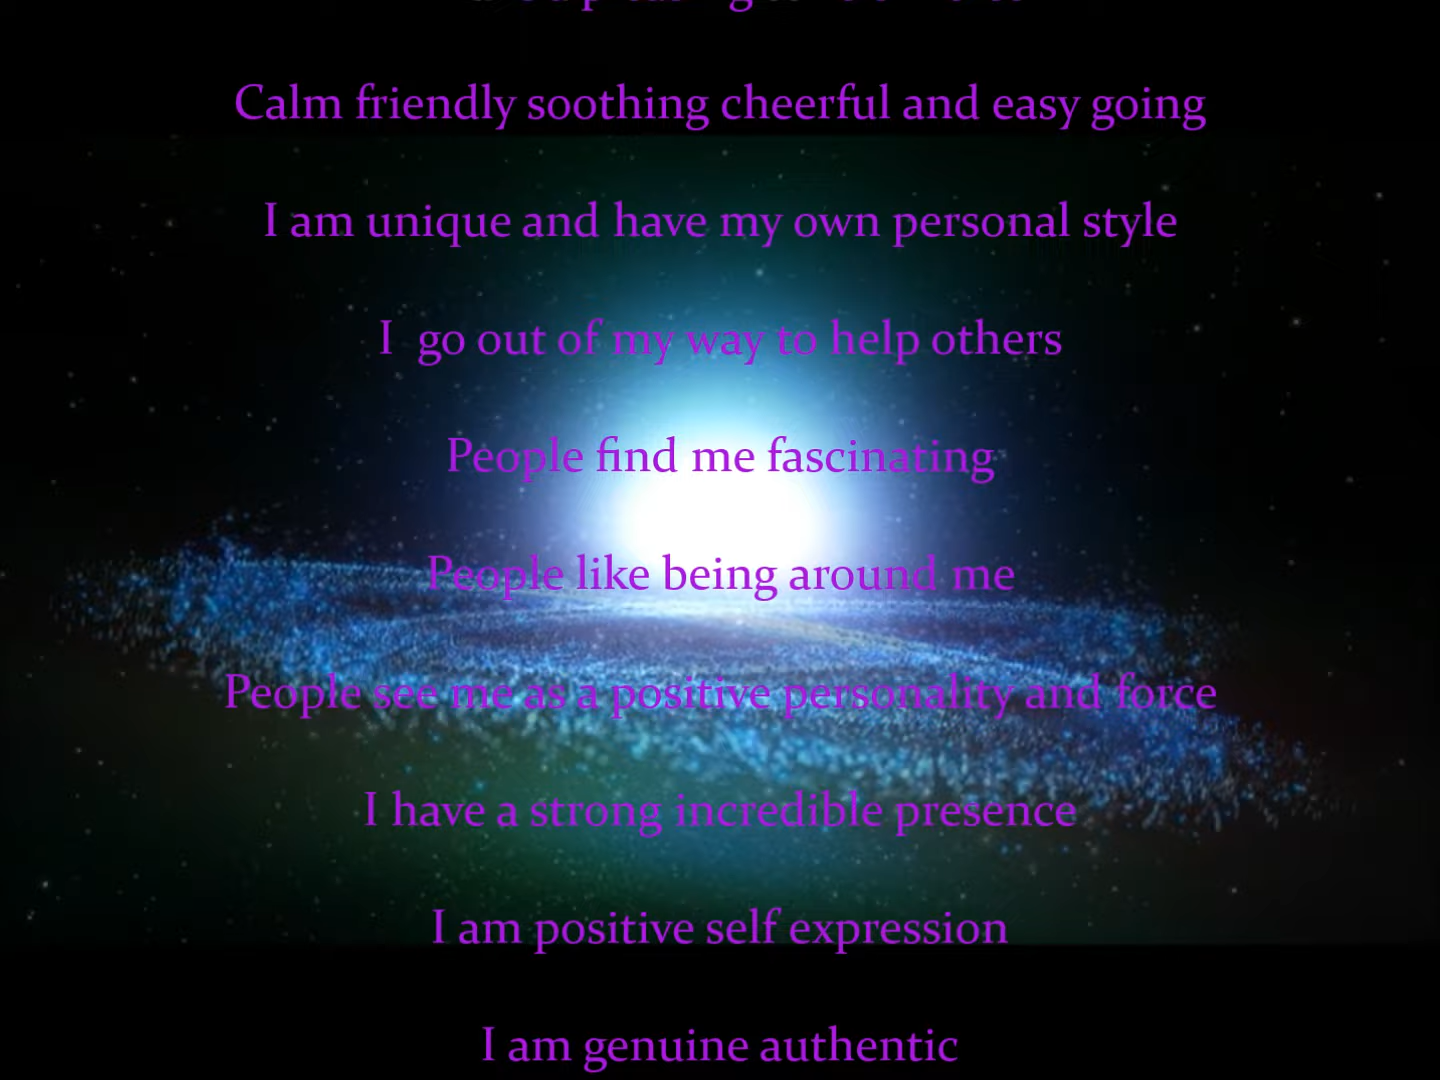 Calm friendly soothing cheerful and easy going
I am unique and have my own personal style
I  go out of my way to help others
People find me fascinating
People like being around me
People see me as a positive personality and force
I have a strong incredible presence
I am positive self expression
I am genuine authentic